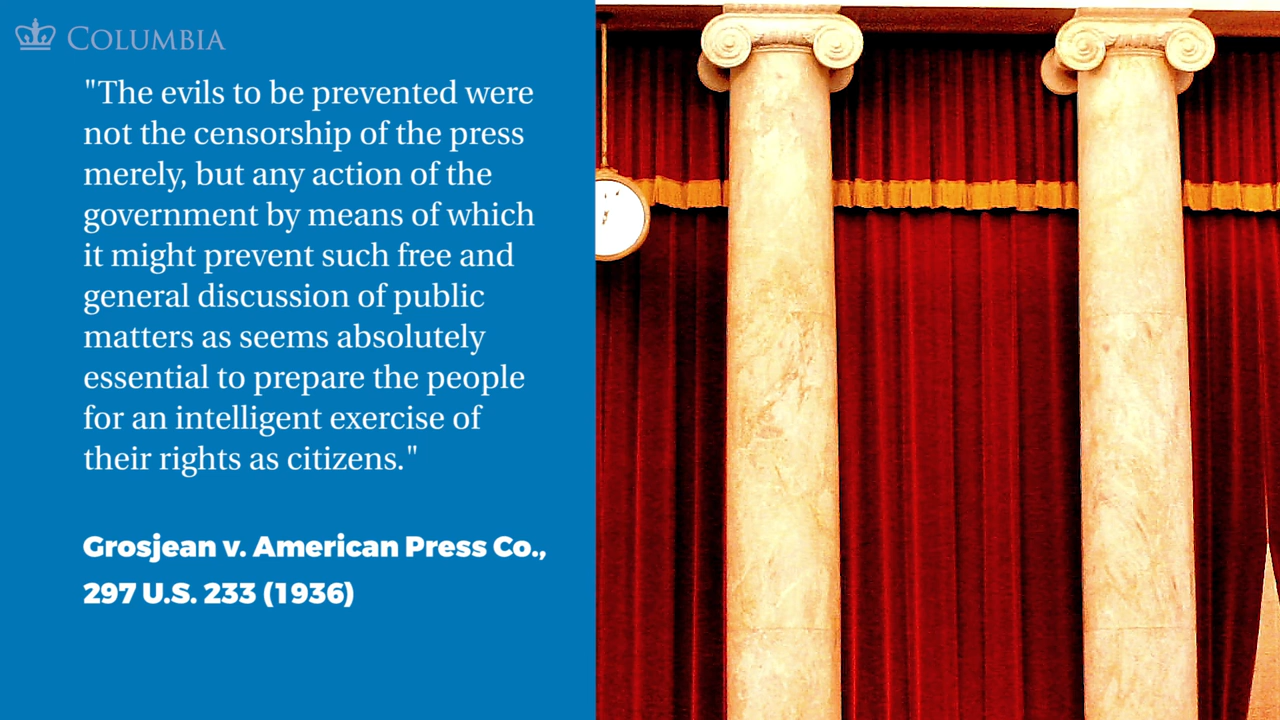 COLUMBIA
"The evils to be prevented were
not the censorship of the press
merely, but any action of the
government by means of which
it might prevent such free and
general discussion of public
matters as seems absolutely
essential to prepare the people
for an intelligent exercise of
their rights as citizens."
Grosjean v. American Press Co.,
297 U.S. 233 (1936)